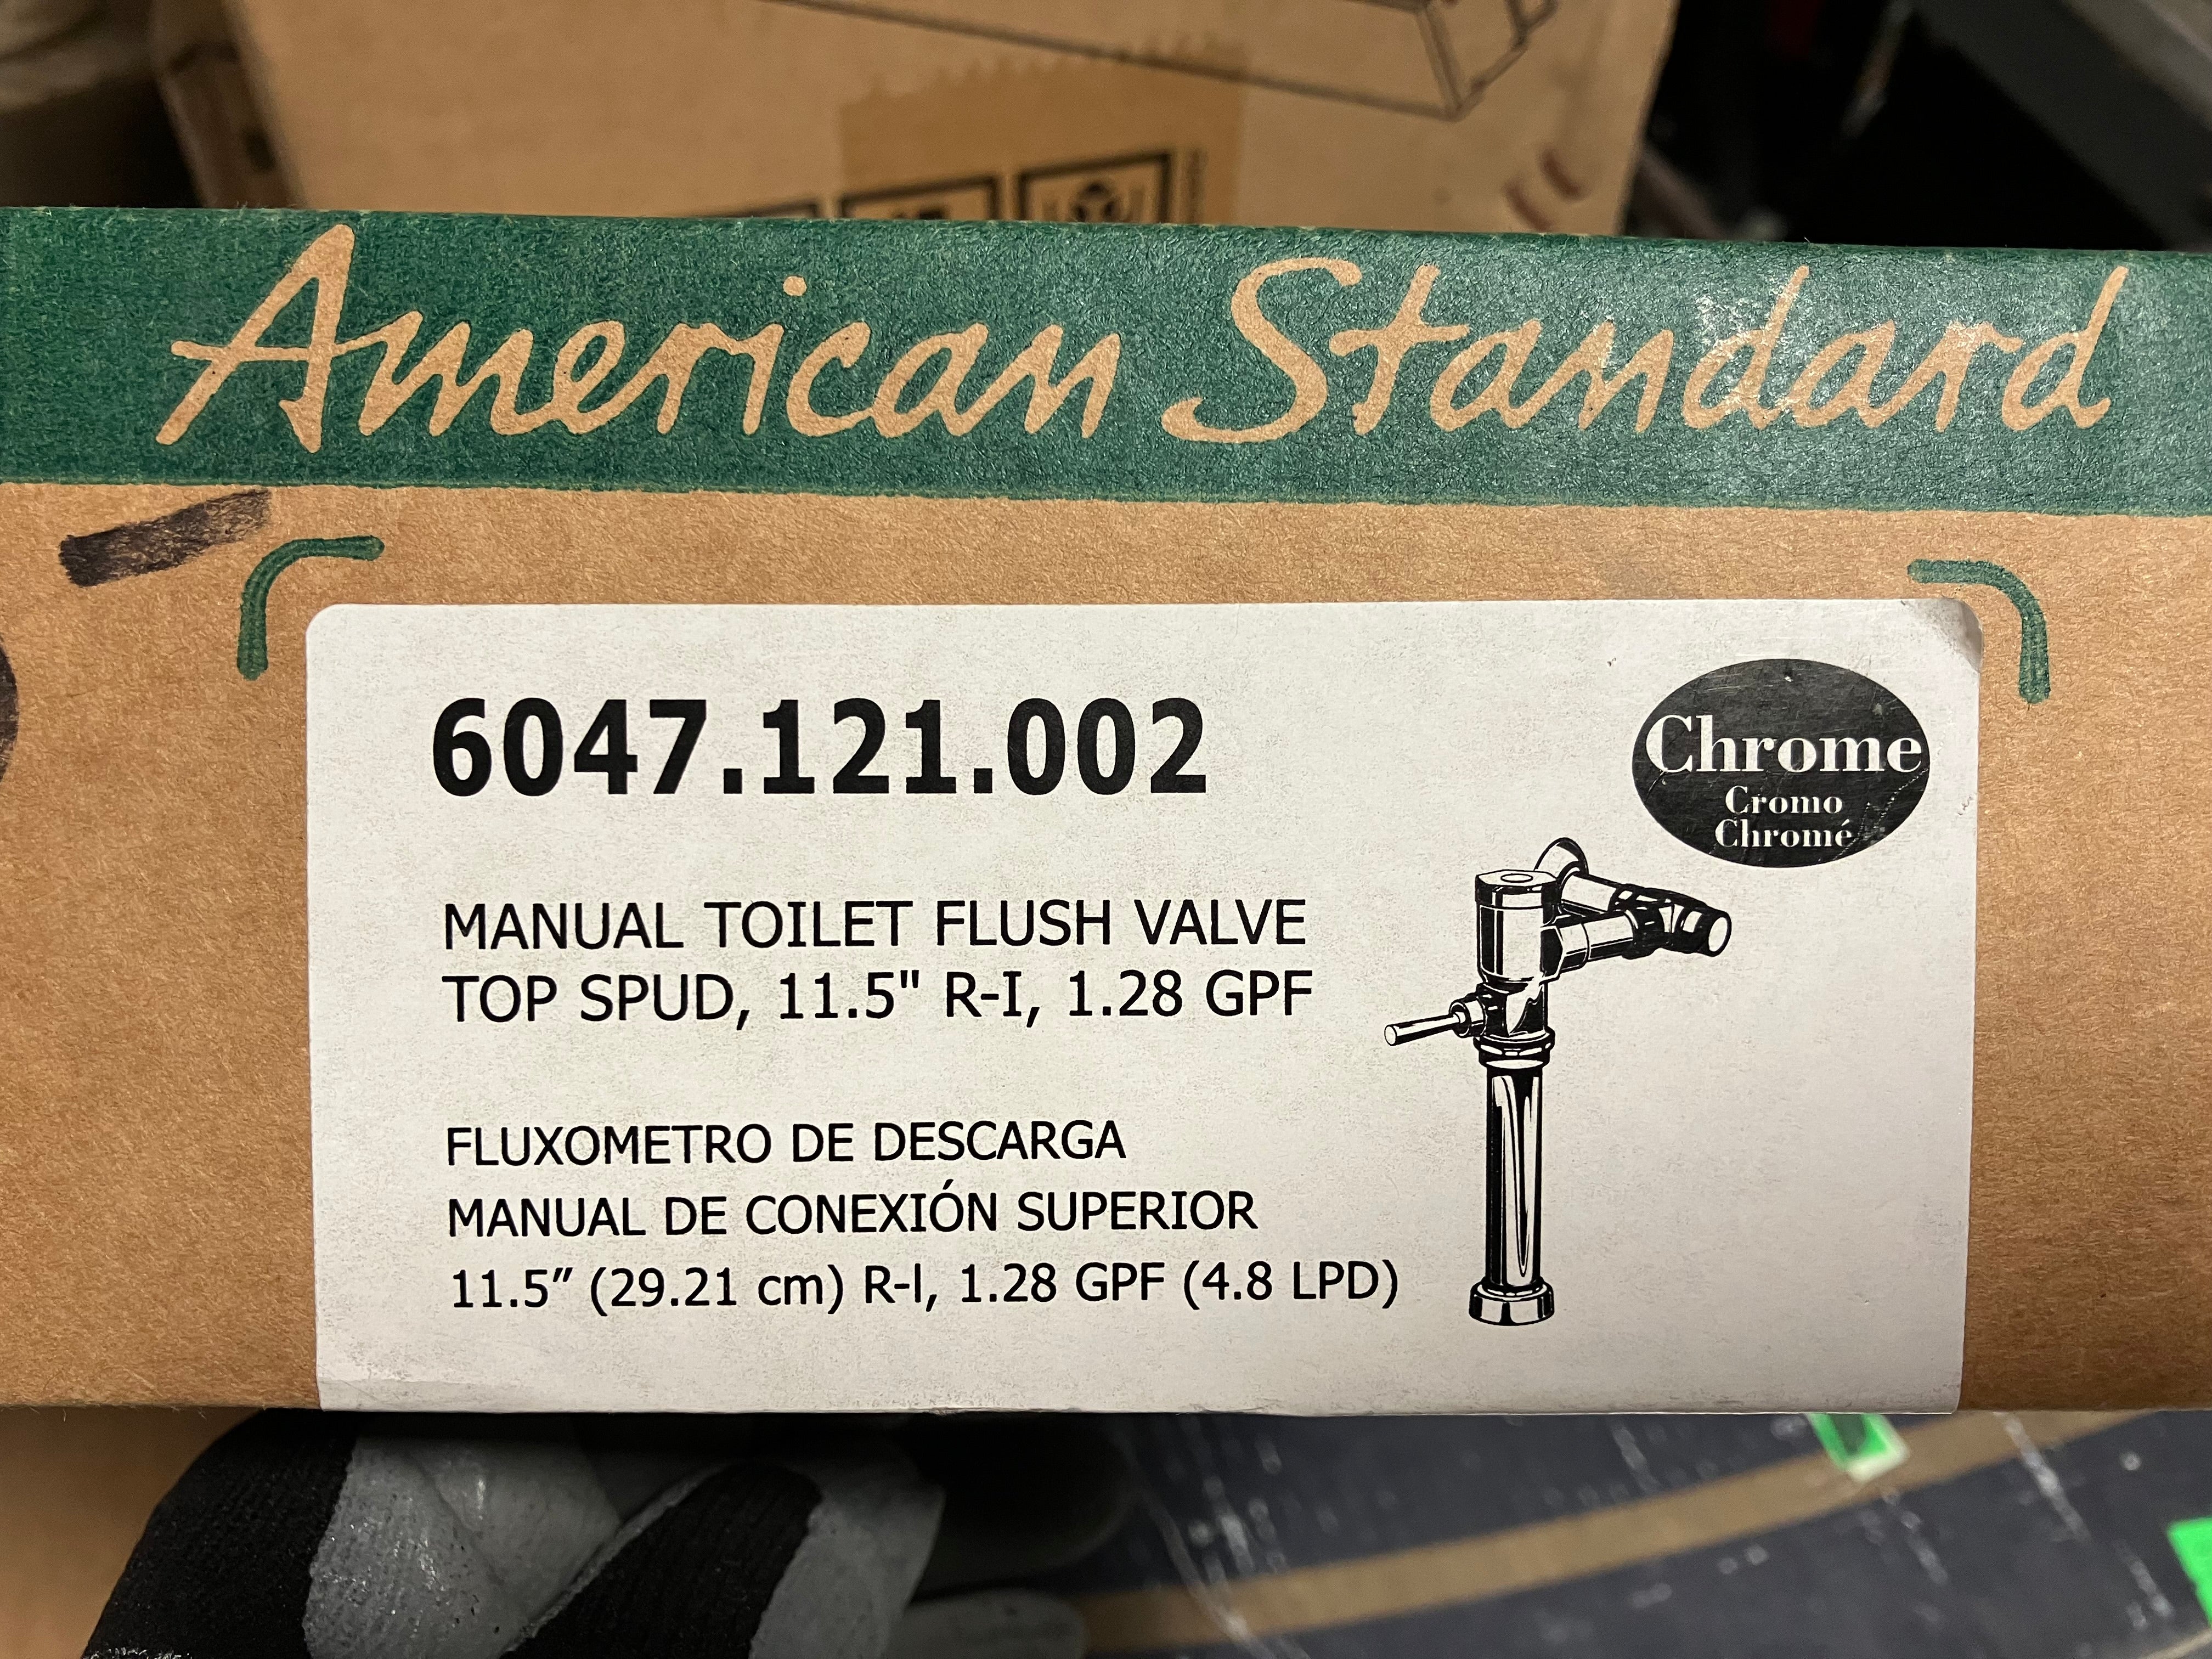 American Standard
6047.121.002
Chrome
Cromo
Chromé
MANUAL TOILET FLUSH VALVE
TOP SPUD, 11.5" R-I, 1.28 GPF
FLUXOMETRO DE DESCARGA
MANUAL DE CONEXIÓN SUPERIOR
11.5” (29.21 cm) R-I, 1.28 GPF (4.8 LPD)